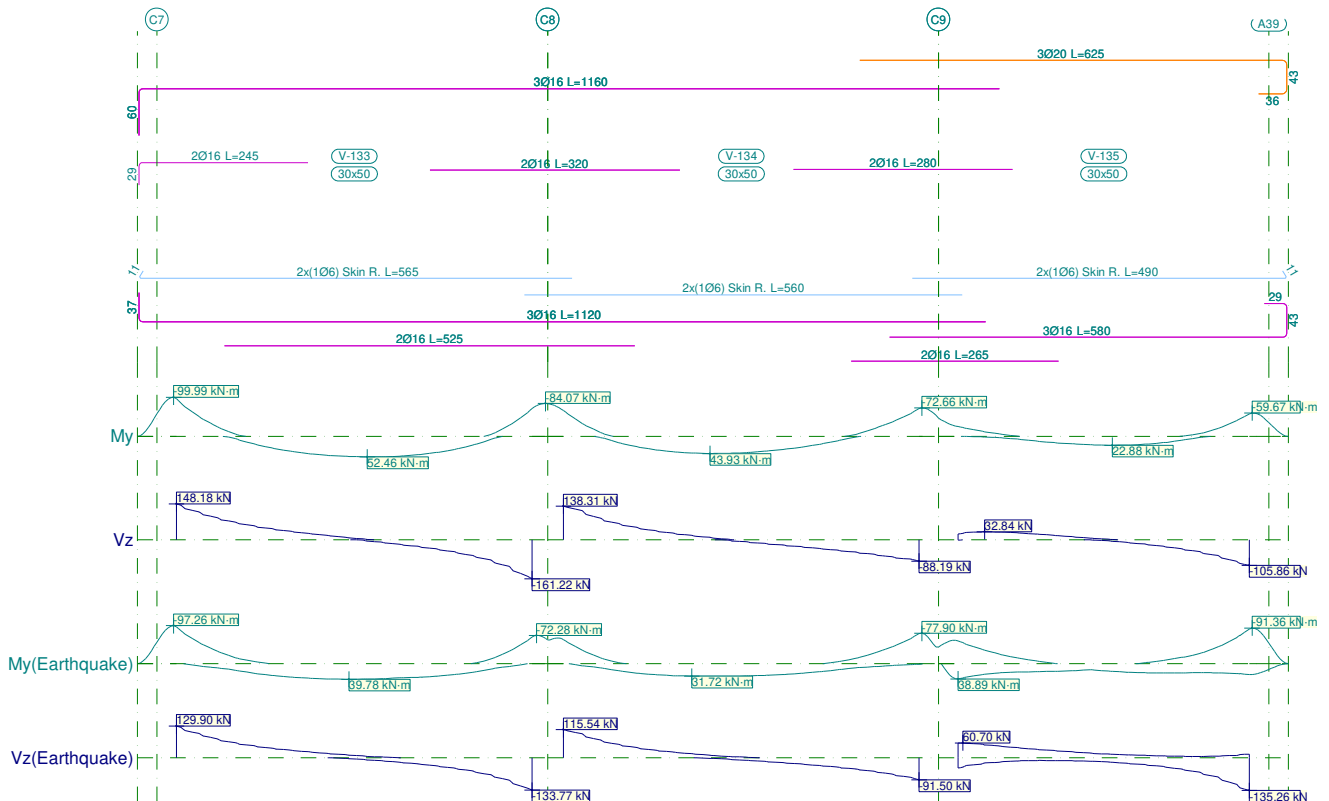 C7 C8 C9 A39
3Ø20 L=625
43
36
3Ø16 L=1160
60
2Ø16 L=245
29
V-133
30x50
2Ø16 L=320
V-134
30x50
2Ø16 L=280
V-135
30x50
11
2x(1Ø6) Skin R. L=565
2x(1Ø6) Skin R. L=490
11
2x(1Ø6) Skin R. L=560
37
29
43
3Ø16 L=1120
3Ø16 L=580
2Ø16 L=525
2Ø16 L=265
My
-99.99 kN·m
-84.07 kN·m
-72.66 kN·m
-59.67 kN·m
52.46 kN·m
43.93 kN·m
22.88 kN·m
Vz
148.18 kN
138.31 kN
32.84 kN
-161.22 kN
-88.19 kN
-105.86 kN
My(Earthquake)
-97.26 kN·m
-72.28 kN·m
-77.90 kN·m
-91.36 kN·m
39.78 kN·m
31.72 kN·m
38.89 kN·m
Vz(Earthquake)
129.90 kN
115.54 kN
60.70 kN
-133.77 kN
-91.50 kN
-135.26 kN